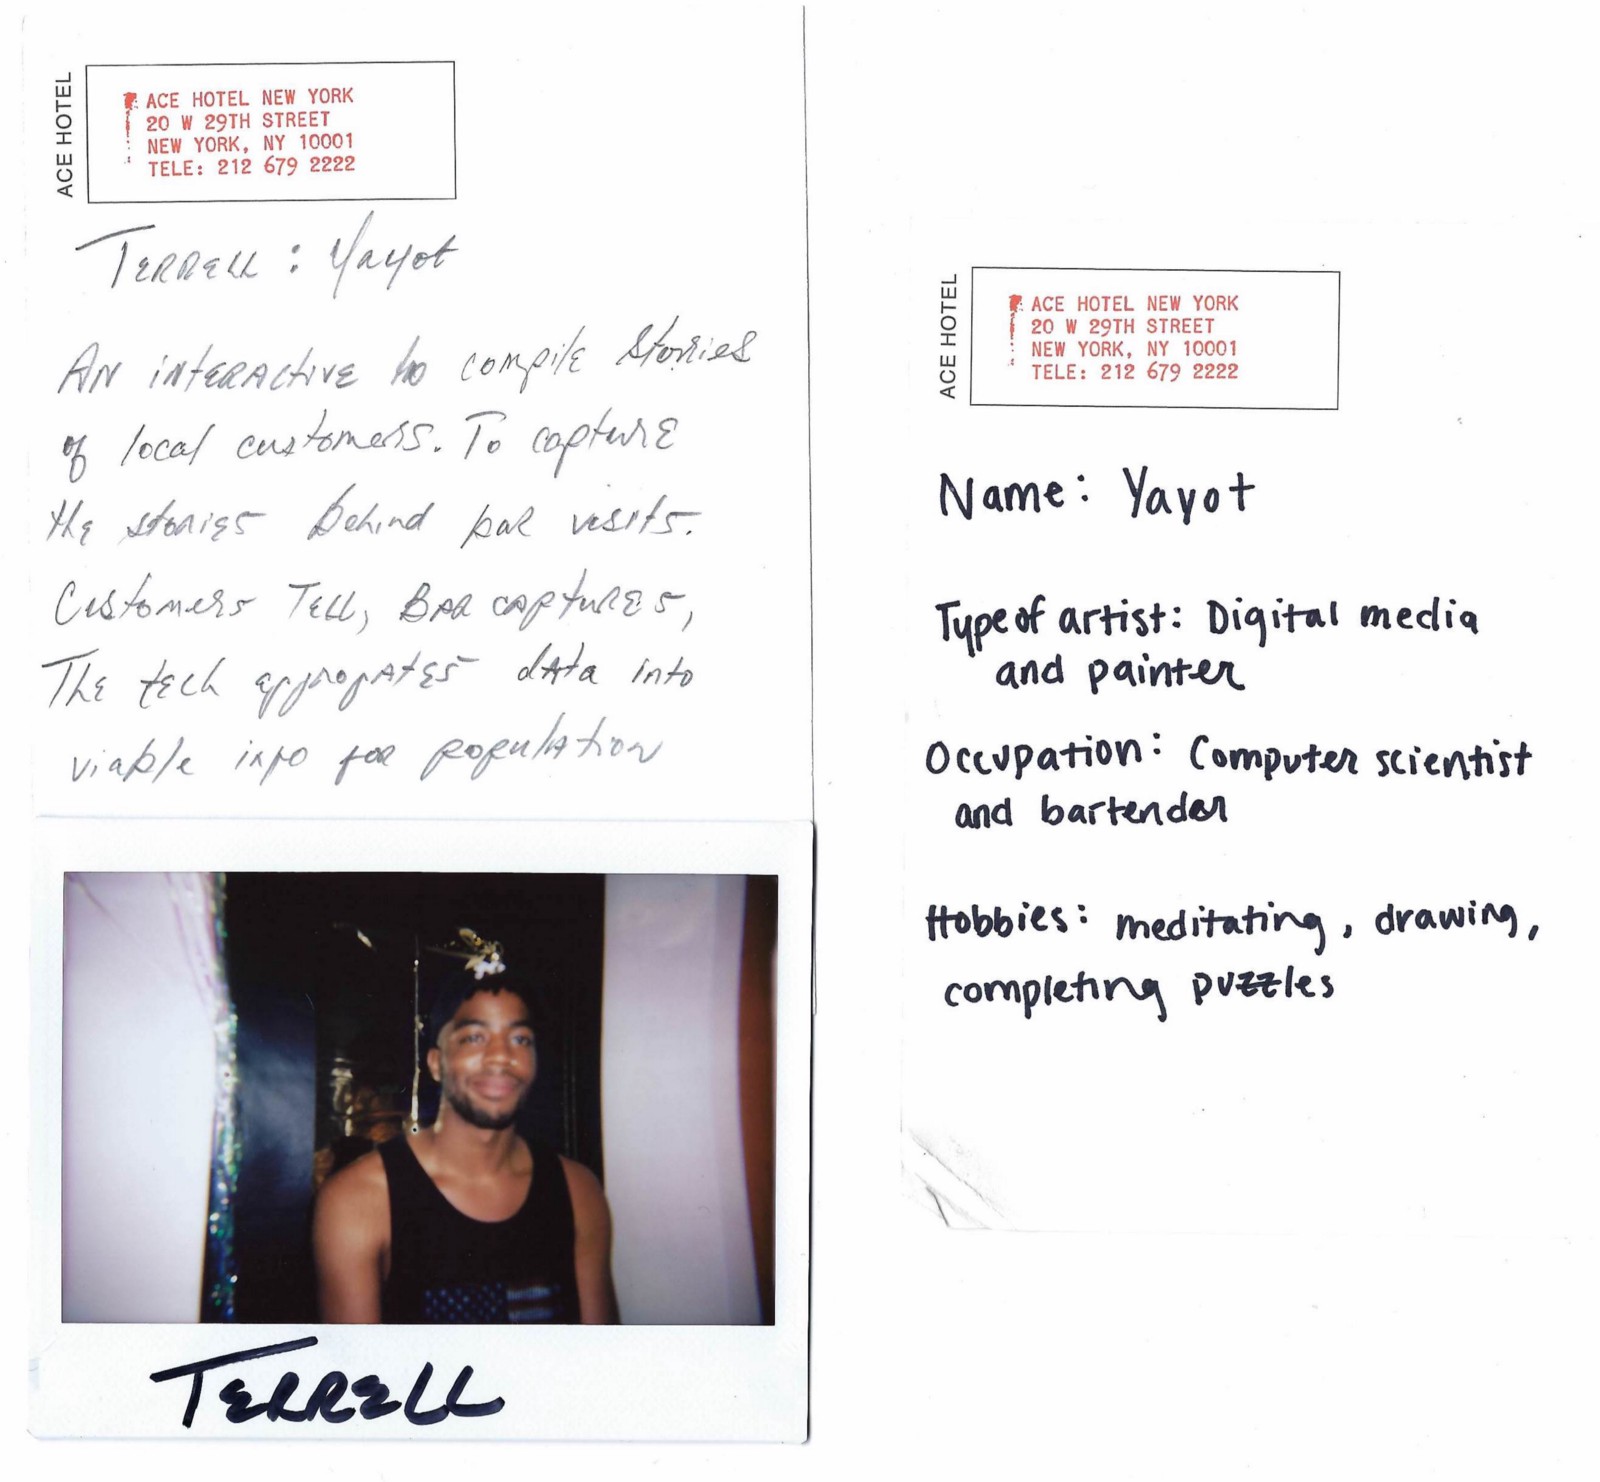 ACE HOTEL
ACE HOTEL NEW YORK
20 W 29TH STREET
NEW YORK, NY 10001
TELE: 212 679 2222
TERRELL : Yayot
AN iNTERACTIVE to compile stories
of local customers. To capture
the stories behind bar visits.
Customers TELL, BAR CAPTURES,
The tech data into
viable info for population
TERRELL
ACE HOTEL
ACE HOTEL NEW YORK
20 W 29TH STREET
NEW YORK, NY 10001
TELE: 212 679 2222
Name: Yayot
Type of artist: Digital media
and painter
Occupation: Computer scientist
and bartender
Hobbies: meditating, drawing,
completing puzzles